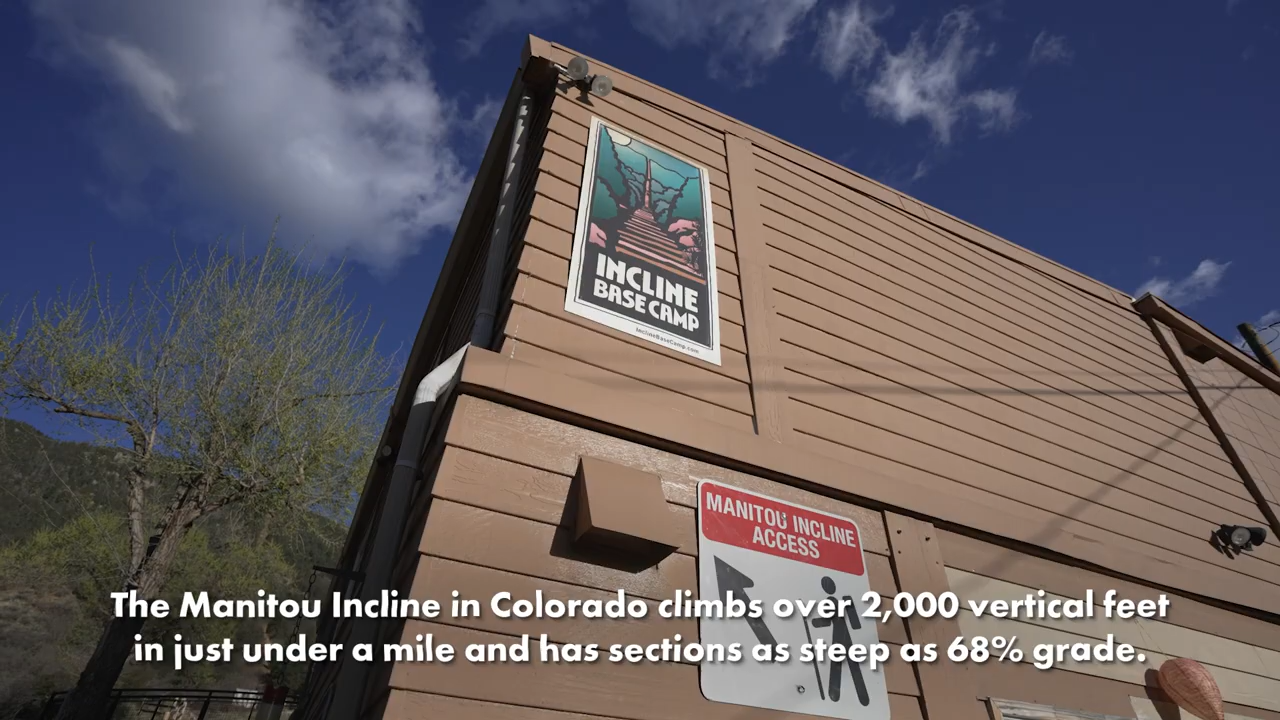 INCLINE
BASE CAMP
InclineBaseCamp.com
MANITOU INCLINE
ACCESS
The Manitou Incline in Colorado climbs over 2,000 vertical feet
in just under a mile and has sections as steep as 68% grade.